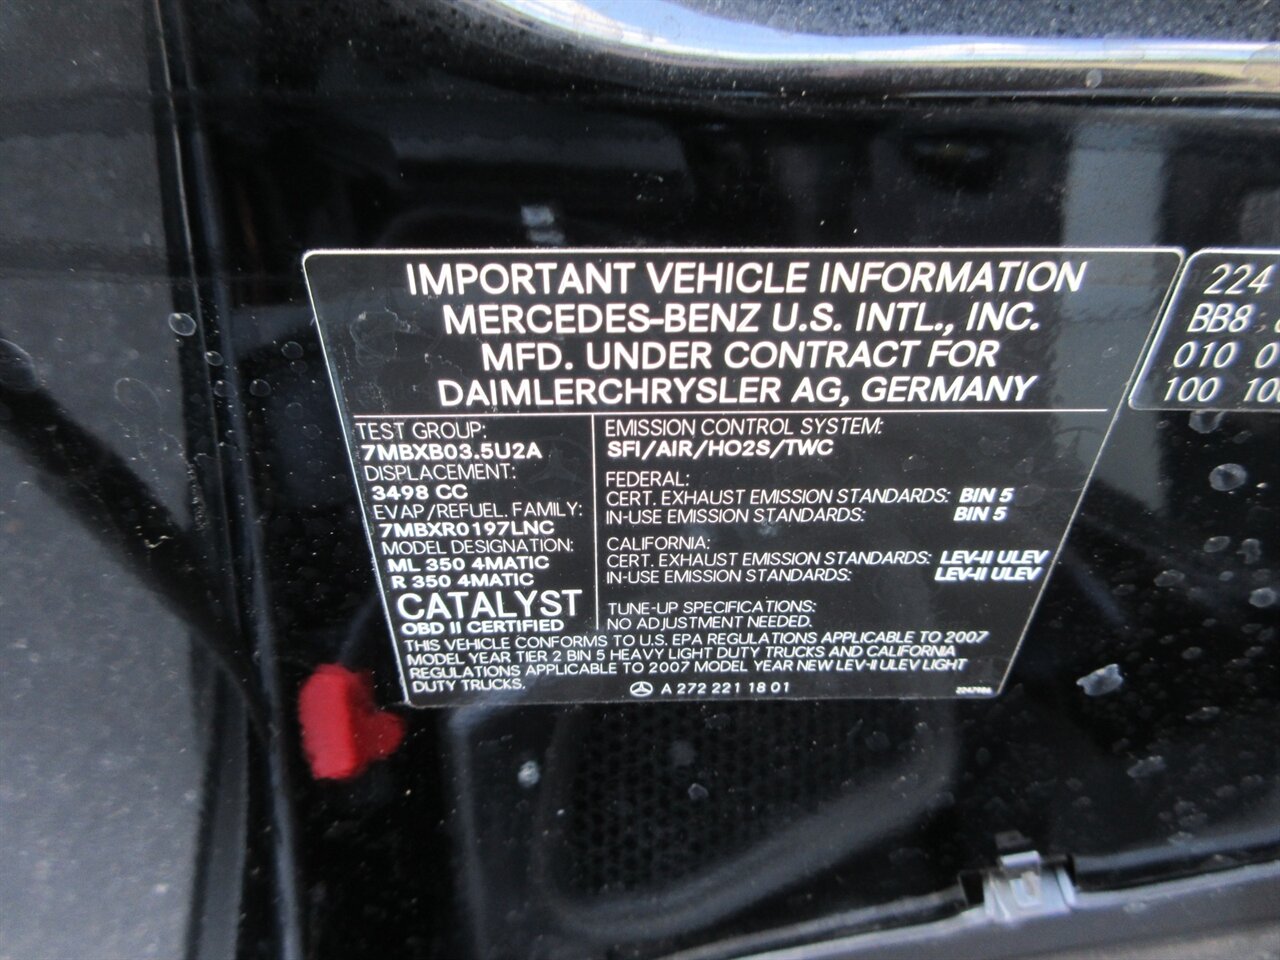 IMPORTANT VEHICLE INFORMATION
MERCEDES-BENZ U.S. INTL., INC.
MFD. UNDER CONTRACT FOR
DAIMLERCHRYSLER AG, GERMANY
TEST GROUP:
7MBXB03.5U2A
DISPLACEMENT:
3498 CC
EVAP/REFUEL. FAMILY:
7MBXR0197LNC
MODEL DESIGNATION:
ML 350 4MATIC
R 350 4MATIC
CATALYST
OBD II CERTIFIED
EMISSION CONTROL SYSTEM:
SFI/AIR/HO2S/TWC
FEDERAL:
CERT. EXHAUST EMISSION STANDARDS: BIN 5
IN-USE EMISSION STANDARDS: BIN 5
CALIFORNIA:
CERT. EXHAUST EMISSION STANDARDS: LEV-II ULEV
IN-USE EMISSION STANDARDS: LEV-II ULEV
TUNE-UP SPECIFICATIONS:
NO ADJUSTMENT NEEDED.
THIS VEHICLE CONFORMS TO U.S. EPA REGULATIONS APPLICABLE TO 2007
MODEL YEAR TIER 2 BIN 5 HEAVY LIGHT DUTY TRUCKS AND CALIFORNIA
REGULATIONS APPLICABLE TO 2007 MODEL YEAR NEW LEV-II ULEV LIGHT
DUTY TRUCKS.
A 272 221 18 01
224
BB8
010
100